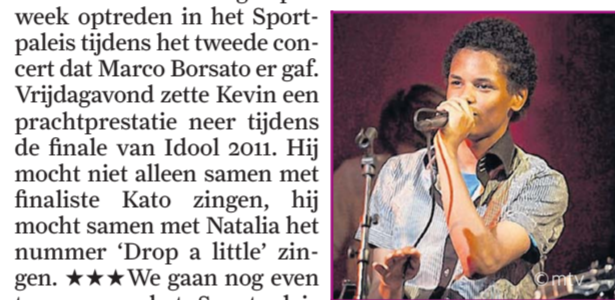 week optreden in het Sport-
paleis tijdens het tweede con-
cert dat Marco Borsato er gaf.
Vrijdagavond zette Kevin een
prachtprestatie neer tijdens
de finale van Idool 2011. Hij
mocht niet alleen samen met
finaliste Kato zingen, hij
mocht samen met Natalia het
nummer ‘Drop a little’ zin-
gen. ★★★We gaan nog even
© mtv